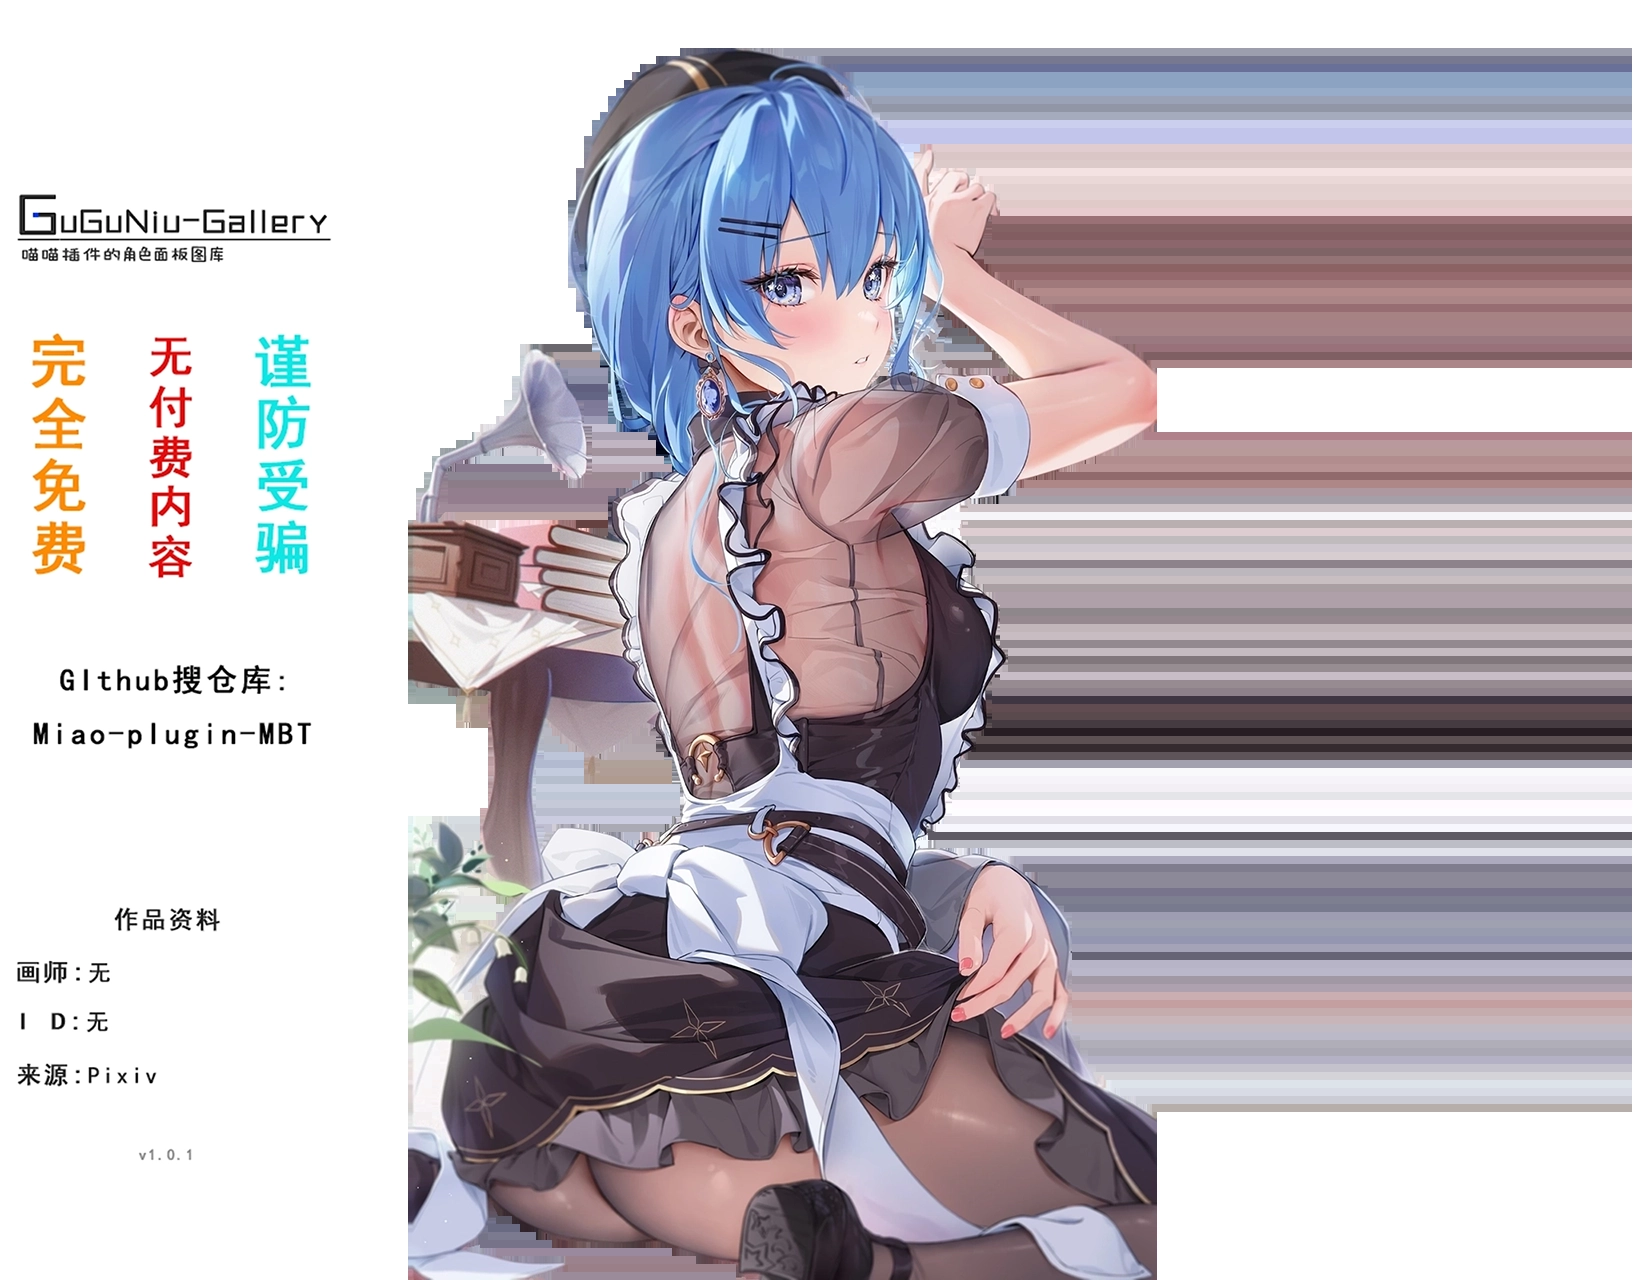 GuGuNiu-Gallery
喵喵插件的角色面板图库
完全免费
无付费内容
谨防受骗
GIthub搜仓库:
Miao-plugin-MBT
作品资料
画师:无
I D:无
来源:Pixiv
v1.0.1